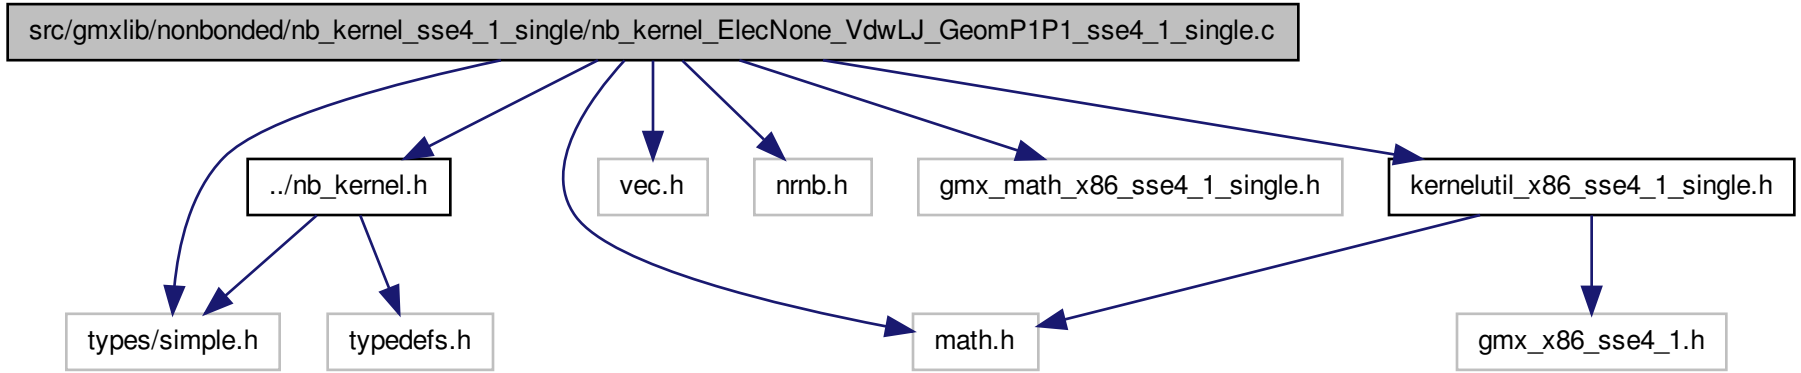 src/gmxlib/nonbonded/nb_kernel_sse4_1_single/nb_kernel_ElecNone_VdwLJ_GeomP1P1_sse4_1_single.c
../nb_kernel.h
vec.h
nrnb.h
gmx_math_x86_sse4_1_single.h
kernelutil_x86_sse4_1_single.h
types/simple.h
typedefs.h
math.h
gmx_x86_sse4_1.h